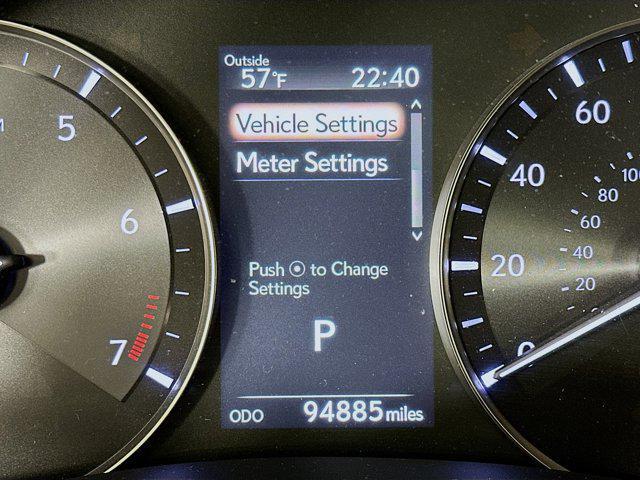 Outside
57°F 22:40
Vehicle Settings
Meter Settings
Push ⊙ to Change
Settings
P
ODO 94885 miles
5
6
7
60
40
20
0
100
80
60
40
20